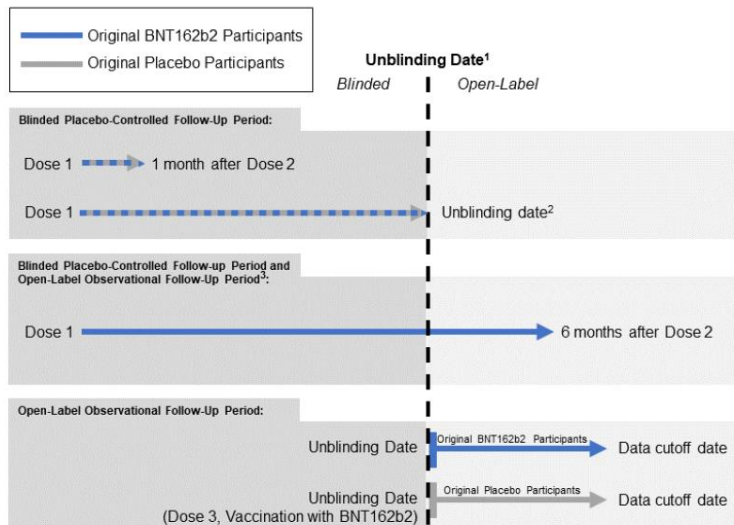 Original BNT162b2 Participants
Original Placebo Participants
Unblinding Date¹
Blinded
Open-Label
Blinded Placebo-Controlled Follow-Up Period:
Dose 1
1 month after Dose 2
Dose 1
Unblinding date²
Blinded Placebo-Controlled Follow-up Period and
Open-Label Observational Follow-Up Period³:
Dose 1
6 months after Dose 2
Open-Label Observational Follow-Up Period:
Unblinding Date
Original BNT162b2 Participants
Data cutoff date
Unblinding Date
(Dose 3, Vaccination with BNT162b2)
Original Placebo Participants
Data cutoff date